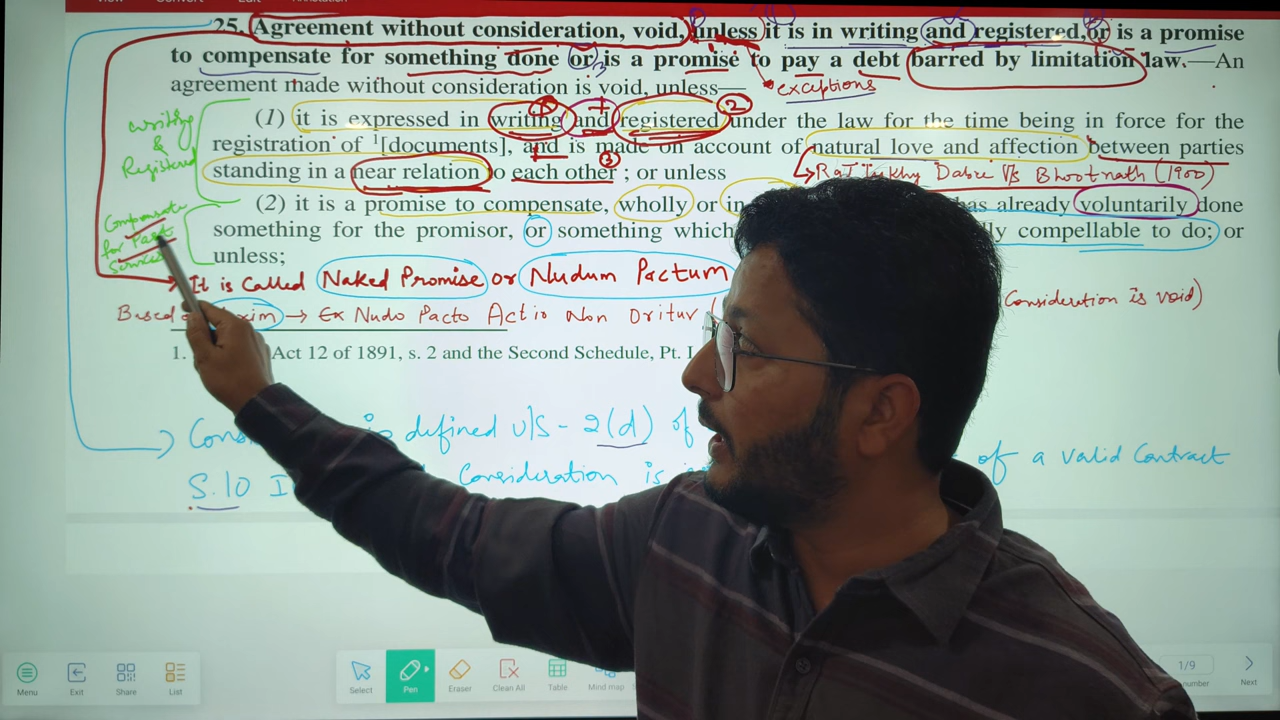 Annotation
25. Agreement without consideration, void, unless it is in writing and registered, or is a promise
to compensate for something done or is a promise to pay a debt barred by limitation law.—An
agreement made without consideration is void, unless—
exceptions
(1) it is expressed in writing and registered under the law for the time being in force for the
registration of 1[documents], and is made on account of natural love and affection between parties
standing in a near relation to each other ; or unless
Writing
&
Registered
(1900)
(2) it is a promise to compensate, wholly or in has already voluntarily done
something for the promisor, or something which compellable to do; or
unless;
Compensate
for Past
It is Called Naked Promise or Nudum Pactum
Based → Ex Nudo Pacto Actio Non Oritur ( Consideration is void)
1. Act 12 of 1891, s. 2 and the Second Schedule, Pt. I
is defined u/s - 2(d) of
of a valid Contract
S.10 Consideration is
Menu
Exit
Share
List
Select
Pen
Eraser
Clean All
Table
Mind map
1/9
number
Next